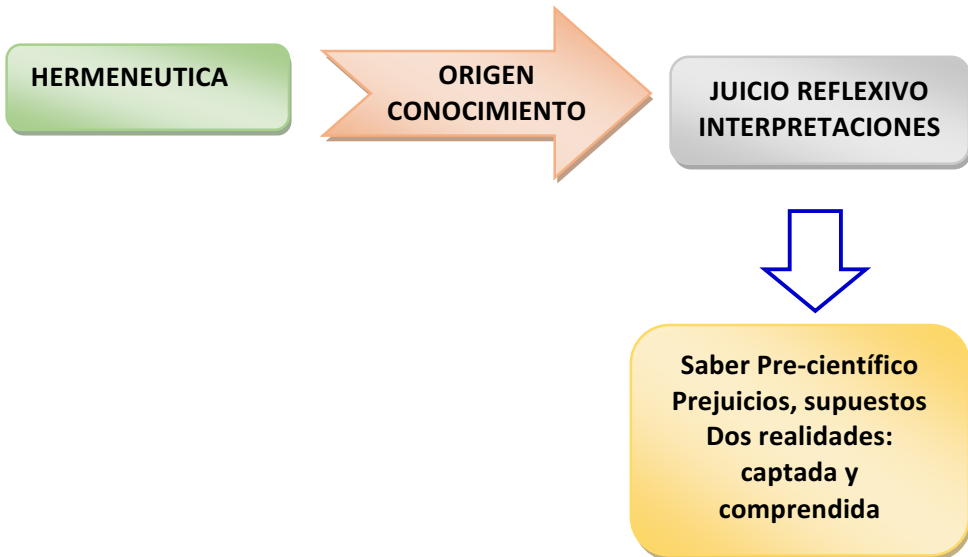 HERMENEUTICA
ORIGEN
CONOCIMIENTO
JUICIO REFLEXIVO
INTERPRETACIONES
Saber Pre-científico
Prejuicios, supuestos
Dos realidades:
captada y
comprendida